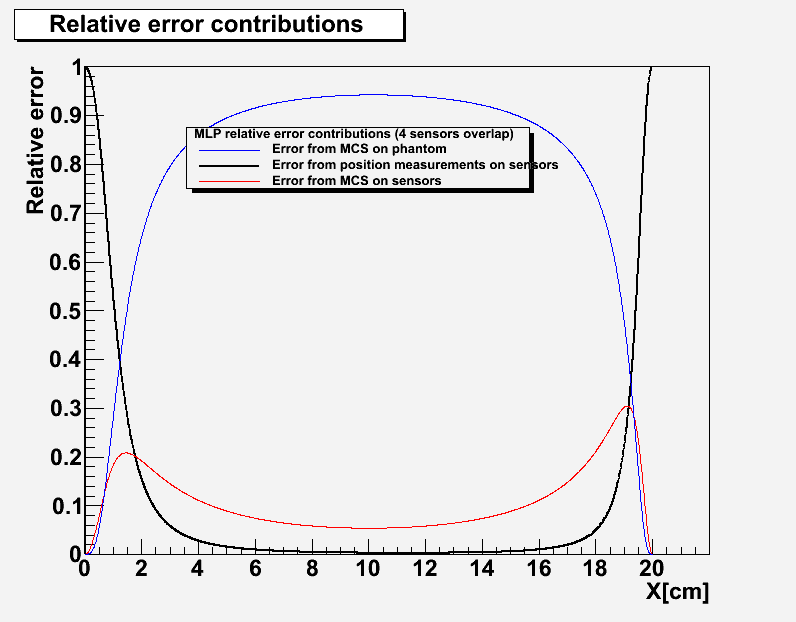 Relative error contributions
Relative error
1
0.9
0.8
0.7
0.6
0.5
0.4
0.3
0.2
0.1
0
MLP relative error contributions (4 sensors overlap)
Error from MCS on phantom
Error from position measurements on sensors
Error from MCS on sensors
0 2 4 6 8 10 12 14 16 18 20
X[cm]